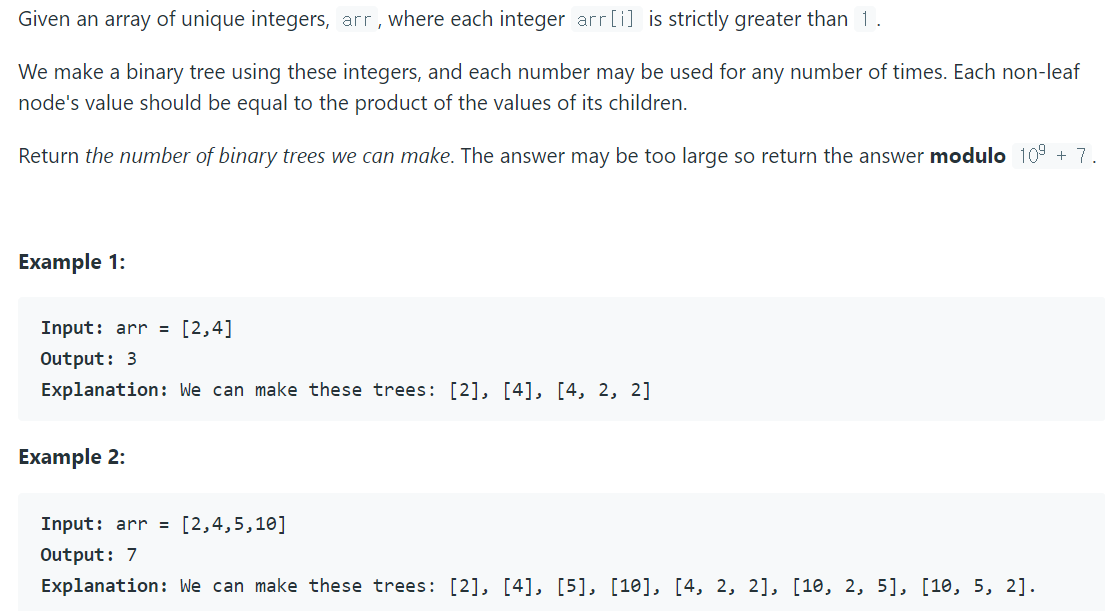 Given an array of unique integers, arr, where each integer arr[i] is strictly greater than 1.
We make a binary tree using these integers, and each number may be used for any number of times. Each non-leaf
node's value should be equal to the product of the values of its children.
Return the number of binary trees we can make. The answer may be too large so return the answer modulo 10⁹ + 7.
Example 1:
Input: arr = [2,4]
Output: 3
Explanation: We can make these trees: [2], [4], [4, 2, 2]
Example 2:
Input: arr = [2,4,5,10]
Output: 7
Explanation: We can make these trees: [2], [4], [5], [10], [4, 2, 2], [10, 2, 5], [10, 5, 2].